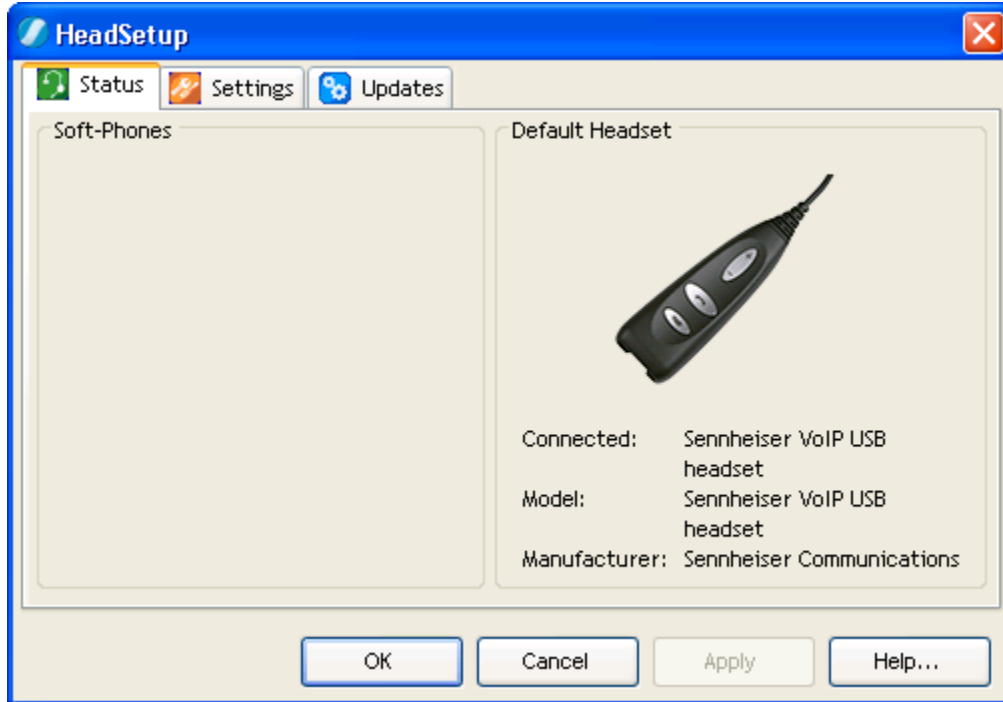 HeadSetup
Status Settings Updates
Soft-Phones
Default Headset
Connected: Sennheiser VoIP USB
headset
Model: Sennheiser VoIP USB
headset
Manufacturer: Sennheiser Communications
OK Cancel Apply Help...